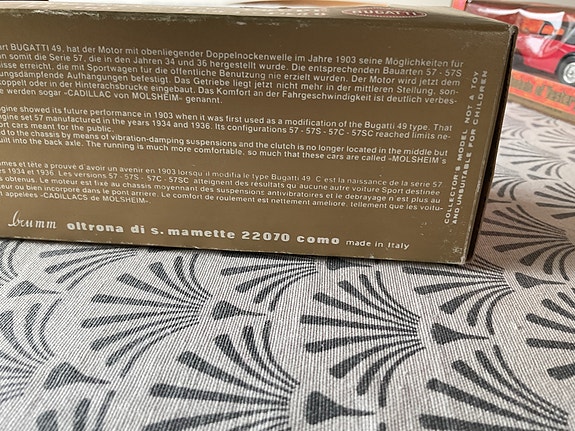 BUGATTI
ort BUGATTI 49. hat der Motor mit obenliegender Doppelnockenwelle im Jahre 1903 seine Möglichkeiten für
n somit die Serie 57, die in den Jahren 34 und 36 hergestellt wurde. Die entsprechenden Bauarten 57 - 57S
isse erreicht, die mit Sportwagen für die öffentliche Benutzung nie erzielt wurden. Der Motor wird jetzt dem
ungsdämpfende Aufhängungen befestigt. Das Getriebe liegt jetzt nicht mehr in der mittleren Stellung, son-
koppelt oder in der Hinterachsbrücke eingebaut. Das Komfort an der Fahrgeschwindigkeit ist deutlich verbes-
e werden sogar «CADILLAC von MOLSHEIM» genannt.
ngine showed its future performance in 1903 when it was first used as a modification of the Bugatti 49 type. That
gine set 57 manufactured in the years 1934 and 1936. Its configurations 57 - 57S - 57C - 57SC reached limits ne-
ort cars meant for the public.
d to the chassis by means of vibration-damping suspensions and the clutch is no longer located in the middle but
uilt into the back axle. The running is much more comfortable, so much that these cars are called «MOLSHEIM's
ames et a prouvé d'avoir un avenir en 1903 lorsqu il modifia le type Bugatti 49. C est la naissance de la série 57
s 1934 et 1936. Les versions 57 - 57S - 57C - 57SC atteignent des résultats qu aucune autre voiture Sport destinée
s obtenus. Le moteur est fixé au chassis moyennant des suspensions antivibratoires et le débrayage n'est plus au
eur ou bien incorporé dans le pont arriere. Le comfort de roulement est nettement ameliore, tellement que les voitu-
t appelées «CADILLACS de MOLSHEIM».
brumm oltrona di s. mamette 22070 como made in Italy
COLLECTOR'S MODEL NOT A TOY
AND UNSUITABLE FOR CHILDREN